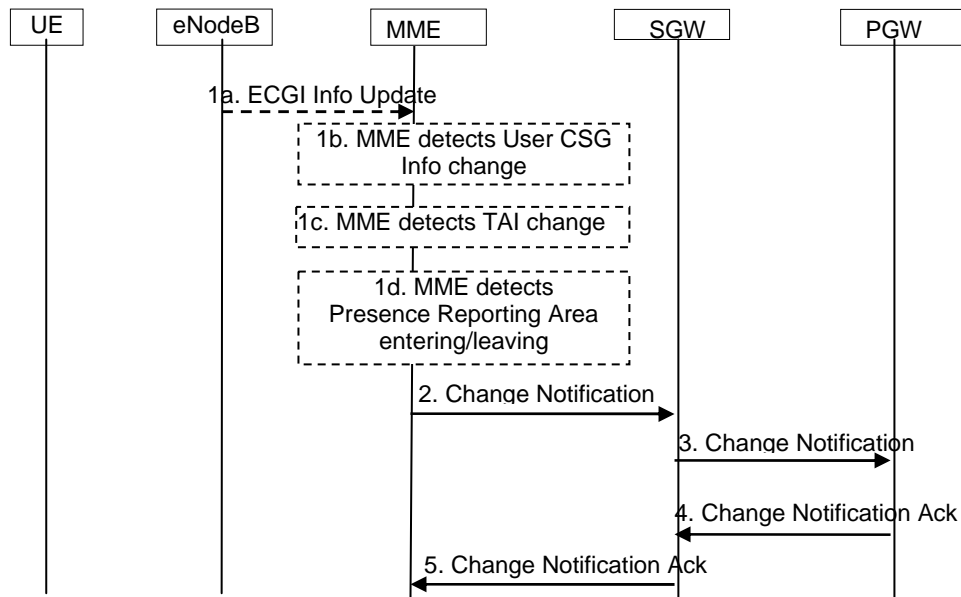 UE
eNodeB
MME
SGW
PGW
1a. ECGI Info Update
1b. MME detects User CSG
Info change
1c. MME detects TAI change
1d. MME detects
Presence Reporting Area
entering/leaving
2. Change Notification
3. Change Notification
4. Change Notification Ack
5. Change Notification Ack